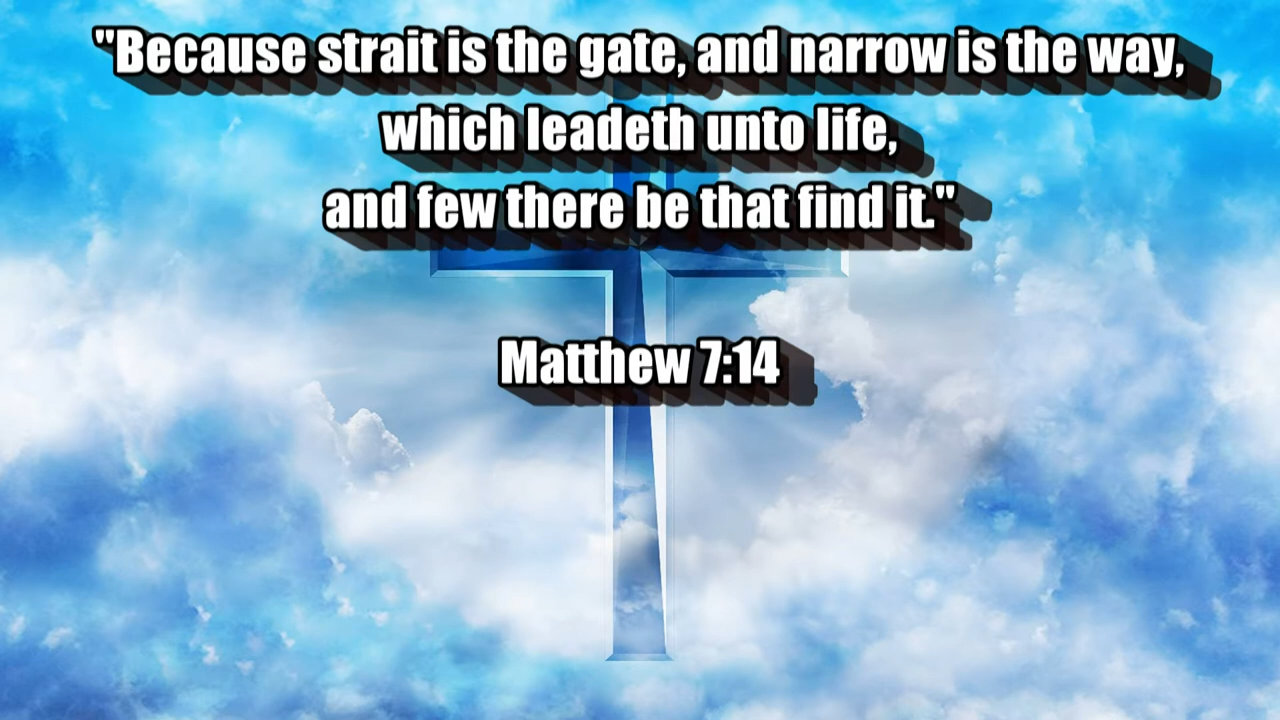 "Because strait is the gate, and narrow is the way,
which leadeth unto life,
and few there be that find it."
Matthew 7:14